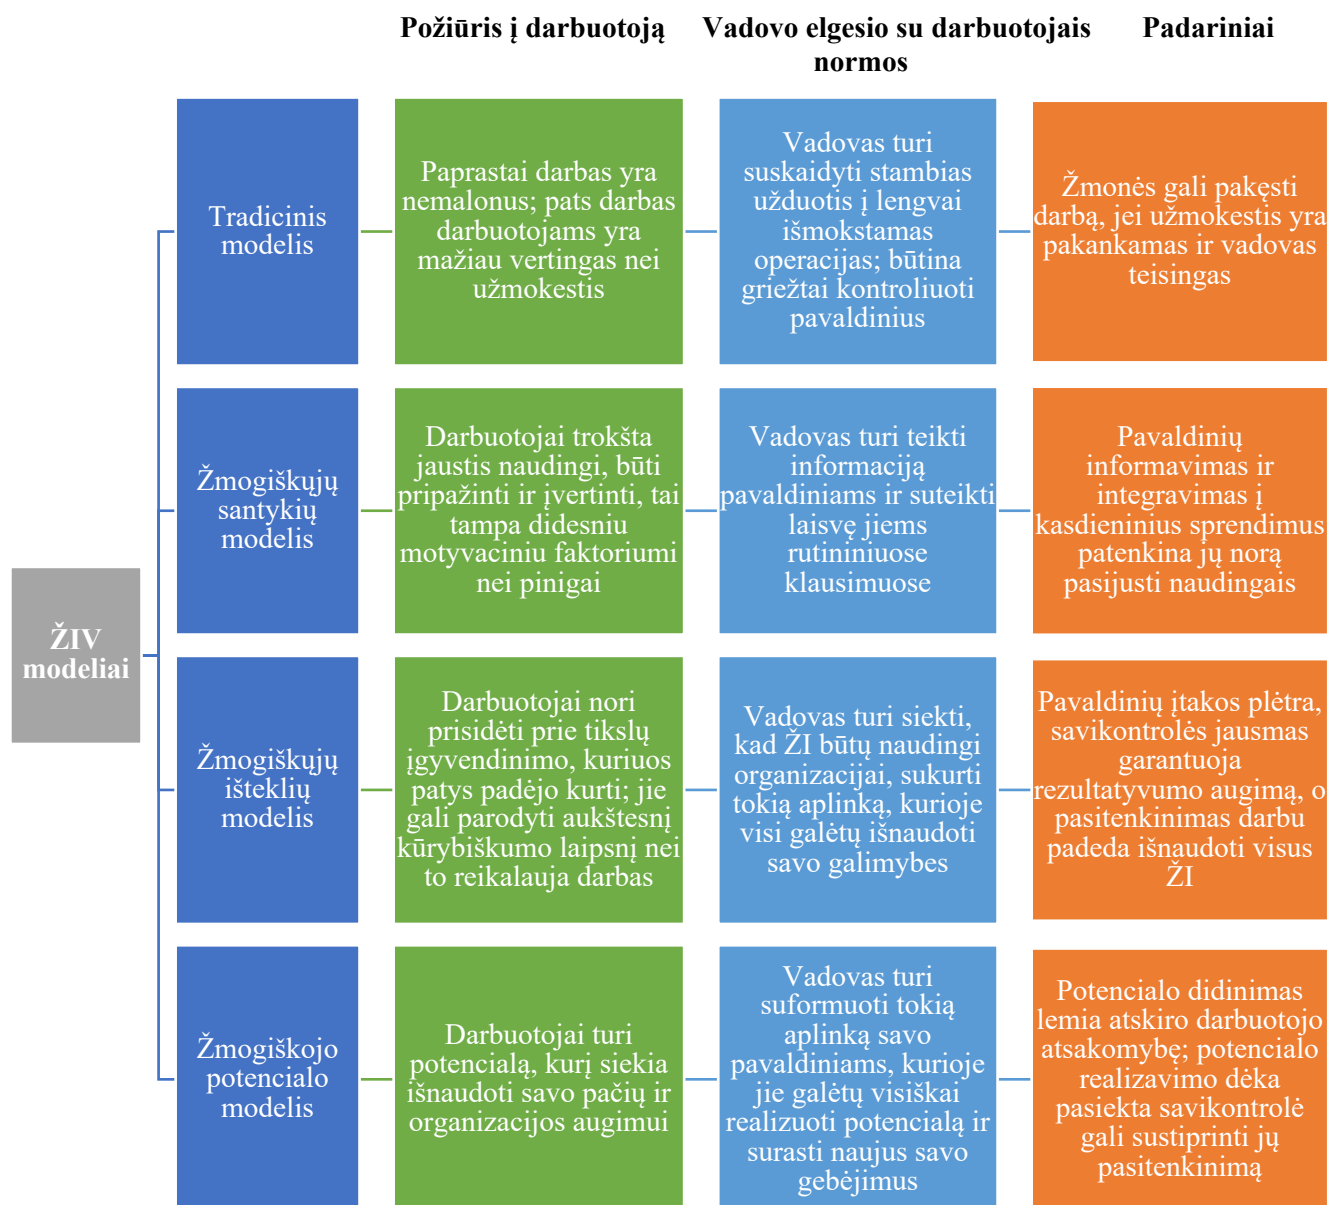 Požiūris į darbuotoją
Vadovo elgesio su darbuotojais
normos
Padariniai
ŽIV
modeliai
Tradicinis
modelis
Paprastai darbas yra
nemalonus; pats darbas
darbuotojams yra
mažiau vertingas nei
užmokestis
Vadovas turi
suskaidyti stambias
užduotis į lengvai
išmokstamas
operacijas; būtina
griežtai kontroliuoti
pavaldinius
Žmonės gali pakęsti
darbą, jei užmokestis yra
pakankamas ir vadovas
teisingas
Žmogiškųjų
santykių
modelis
Darbuotojai trokšta
jaustis naudingi, būti
pripažinti ir įvertinti, tai
tampa didesniu
motyvaciniu faktoriumi
nei pinigai
Vadovas turi teikti
informaciją
pavaldiniams ir suteikti
laisvę jiems
rutininiuose
klausimuose
Pavaldinių
informavimas ir
integravimas į
kasdieninius sprendimus
patenkina jų norą
pasijusti naudingais
Žmogiškųjų
išteklių
modelis
Darbuotojai nori
prisidėti prie tikslų
įgyvendinimo, kuriuos
patys padėjo kurti; jie
gali parodyti aukštesnį
kūrybiškumo laipsnį nei
to reikalauja darbas
Vadovas turi siekti,
kad ŽI būtų naudingi
organizacijai, sukurti
tokią aplinką, kurioje
visi galėtų išnaudoti
savo galimybes
Pavaldinių įtakos plėtra,
savikontrolės jausmas
garantuoja
rezultatyvumo augimą, o
pasitenkinimas darbu
padeda išnaudoti visus
ŽI
Žmogiškojo
potencialo
modelis
Darbuotojai turi
potencialą, kurį siekia
išnaudoti savo pačių ir
organizacijos augimui
Vadovas turi
suformuoti tokią
aplinką savo
pavaldiniams, kurioje
jie galėtų visiškai
realizuoti potencialą ir
surasti naujus savo
gebėjimus
Potencialo didinimas
lemia atskiro darbuotojo
atsakomybę; potencialo
realizavimo dėka
pasiekta savikontrolė
gali sustiprinti jų
pasitenkinimą